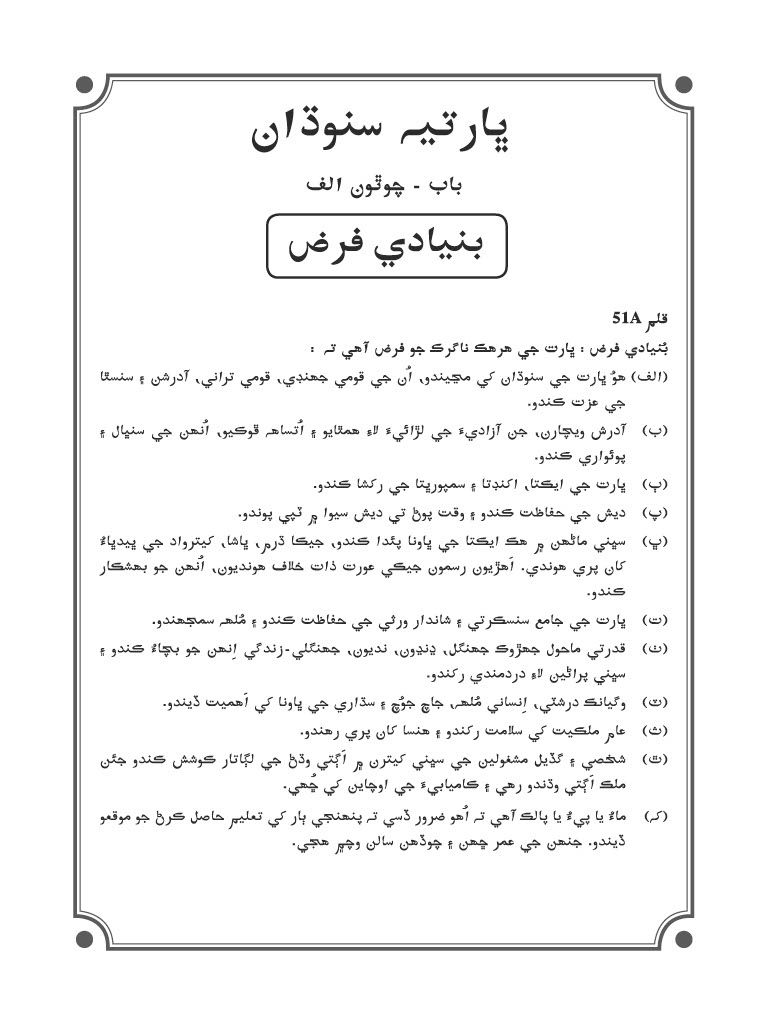 ڀارتيہ سنوڌان
باب - چوٿون الف
بنيادي فرض
قلم 51A
بُنيادي فرض : ڀارت جي هرهڪ ناگرڪ جو فرض آهي تہ :
(الف) هوُ ڀارت جي سنوڌان کي مڃيندو، اُن جي قومي جهنڊي، قومي تراني، آدرشن ۽ سنسٿا
جي عزت ڪندو.
(ب) آدرش ويچارن، جن آزاديءَ جي لڙائيءَ لاءِ همٿايو ۽ اُتساهہ ڦوڪيو، اُنهن جي سنڀال ۽
پوئواري ڪندو.
(ٻ) ڀارت جي ايڪتا، اکنڊتا ۽ سمپورڻتا جي رکشا ڪندو.
(پ) ديش جي حفاظت ڪندو ۽ وقت پوڻ تي ديش سيوا ۾ ٽپي پوندو.
(ڀ) سڀني ماڻهن ۾ هڪ ايڪتا جي ڀاونا پئدا ڪندو، جيڪا ڌرم، ڀاشا، کيترواد جي ڀيدڀاءُ
کان پري هوندي. اَهڙيون رسمون جيڪي عورت ذات خلاف هونديون، اُنهن جو بهشڪار
ڪندو.
(ت) ڀارت جي جامع سنسڪرتي ۽ شاندار ورثي جي حفاظت ڪندو ۽ مُلهہ سمجهندو.
(ٺ) قدرتي ماحول جهڙوڪ جهنگل، ڍنڍون، نديون، جهنگلي-زندگي اِنهن جو بچاءُ ڪندو ۽
سڀني پراڻين لاءِ دردمندي رکندو.
(ٽ) وگيانڪ درشٽي، اِنساني مُلهہ، جاچ جوُچ ۽ سڌاري جي ڀاونا کي اَهميت ڏيندو.
(ث) عام ملڪيت کي سلامت رکندو ۽ هنسا کان پري رهندو.
(ٿ) شخصي ۽ گڏيل مشغولين جي سڀني کيترن ۾ اَڳتي وڌڻ جي لڳاتار ڪوشش ڪندو جئن
ملڪ اَڳتي وڌندو رهي ۽ ڪاميابيءَ جي اوچاين کي ڇُهي.
(کہ) ماءُ يا پيءُ يا پالڪ آهي تہ اُهو ضرور ڏسي تہ پنهنجي ٻار کي تعليم حاصل ڪرڻ جو موقعو
ڏيندو. جنهن جي عمر ڇهن ۽ چوڏهن سالن وچ۾ هجي.